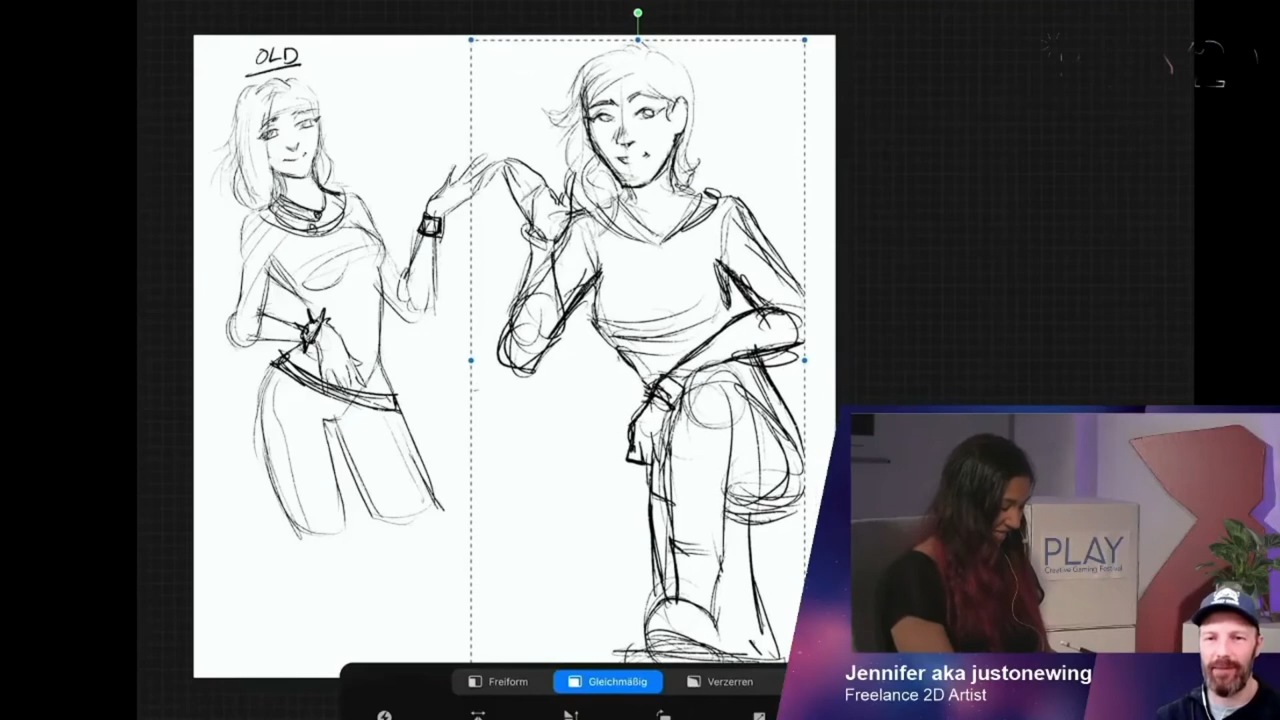 OLD
PLAY
Creative Gaming Festival
Jennifer aka justonewing
Freelance 2D Artist
Freiform
Gleichmäßig
Verzerren